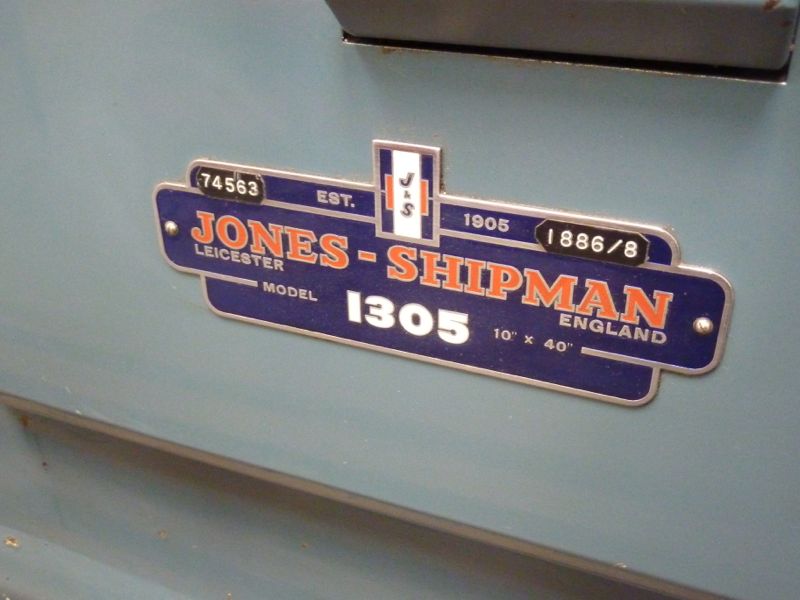 J & S
74563 EST. 1905 1886/8
JONES - SHIPMAN
LEICESTER ENGLAND
MODEL 1305 10" x 40"